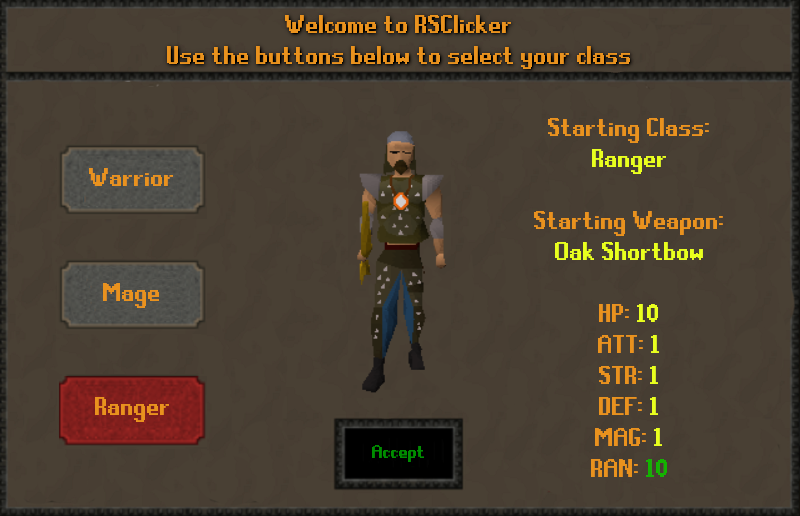 Welcome to RSClicker
Use the buttons below to select your class
Warrior
Mage
Ranger
Accept
Starting Class:
Ranger
Starting Weapon:
Oak Shortbow
HP: 10
ATT: 1
STR: 1
DEF: 1
MAG: 1
RAN: 10